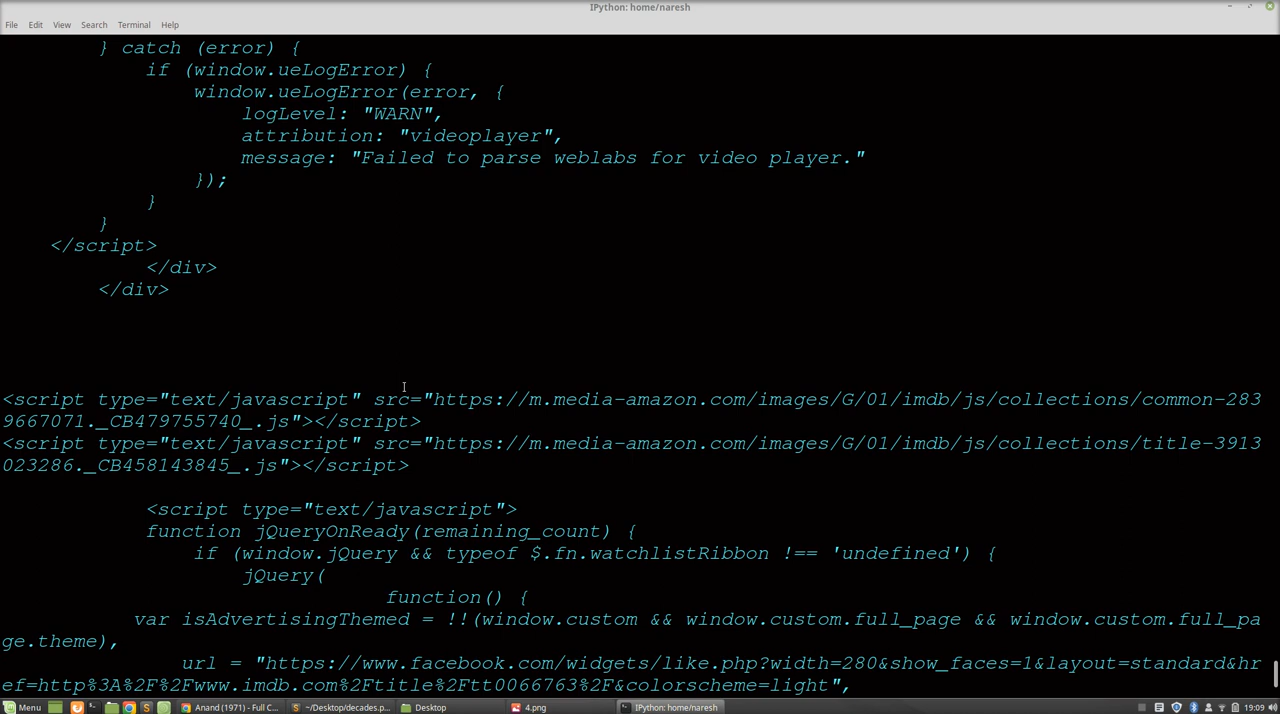 IPython: home/naresh
File Edit View Search Terminal Help
} catch (error) {
if (window.ueLogError) {
window.ueLogError(error, {
logLevel: "WARN",
attribution: "videoplayer",
message: "Failed to parse weblabs for video player."
});
}
}
</script>
</div>
</div>
<script type="text/javascript" src="https://m.media-amazon.com/images/G/01/imdb/js/collections/common-283
9667071._CB479755740_.js"></script>
<script type="text/javascript" src="https://m.media-amazon.com/images/G/01/imdb/js/collections/title-3913
023286._CB458143845_.js"></script>
<script type="text/javascript">
function jQueryOnReady(remaining_count) {
if (window.jQuery && typeof $.fn.watchlistRibbon !== 'undefined') {
jQuery(
function() {
var isAdvertisingThemed = !!(window.custom && window.custom.full_page && window.custom.full_pa
ge.theme),
url = "https://www.facebook.com/widgets/like.php?width=280&show_faces=1&layout=standard&hr
ef=http%3A%2F%2Fwww.imdb.com%2Ftitle%2Ftt0066763%2F&colorscheme=light",
Menu Anand (1971) - Full C... ~/Desktop/decades.p... Desktop 4.png IPython: home/naresh 19:09